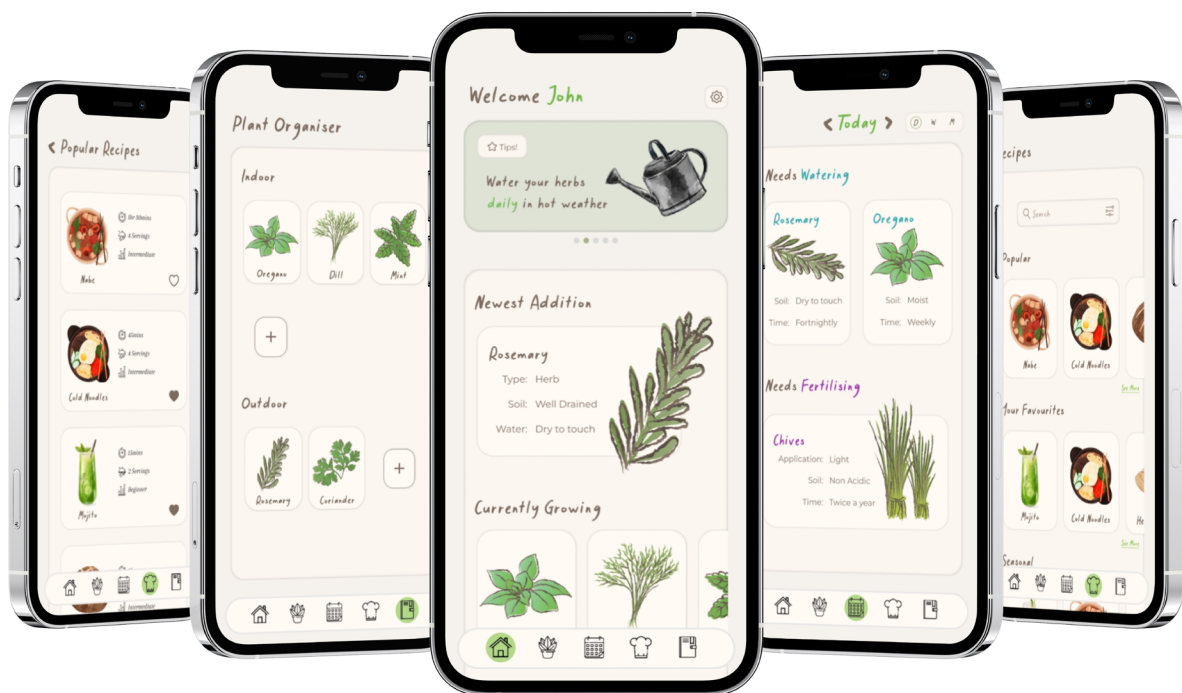 Popular Recipes
1hr 30mins
4 Servings
Intermediate
Nabe
45mins
4 Servings
Intermediate
Cold Noodles
15mins
2 Servings
Beginner
Mojito
Intermediate
Plant Organiser
Indoor
Oregano
Dill
Mint
+
Outdoor
Rosemary
Coriander
+
Welcome John
Tips!
Water your herbs
daily in hot weather
Newest Addition
Rosemary
Type: Herb
Soil: Well Drained
Water: Dry to touch
Currently Growing
< Today >
D W M
Needs Watering
Rosemary
Soil: Dry to touch
Time: Fortnightly
Oregano
Soil: Moist
Time: Weekly
Needs Fertilising
Chives
Application: Light
Soil: Non Acidic
Time: Twice a year
ecipes
Search
Popular
Nabe
Cold Noodles
See More
Your Favourites
Mojito
Cold Noodles
He
See More
Seasonal